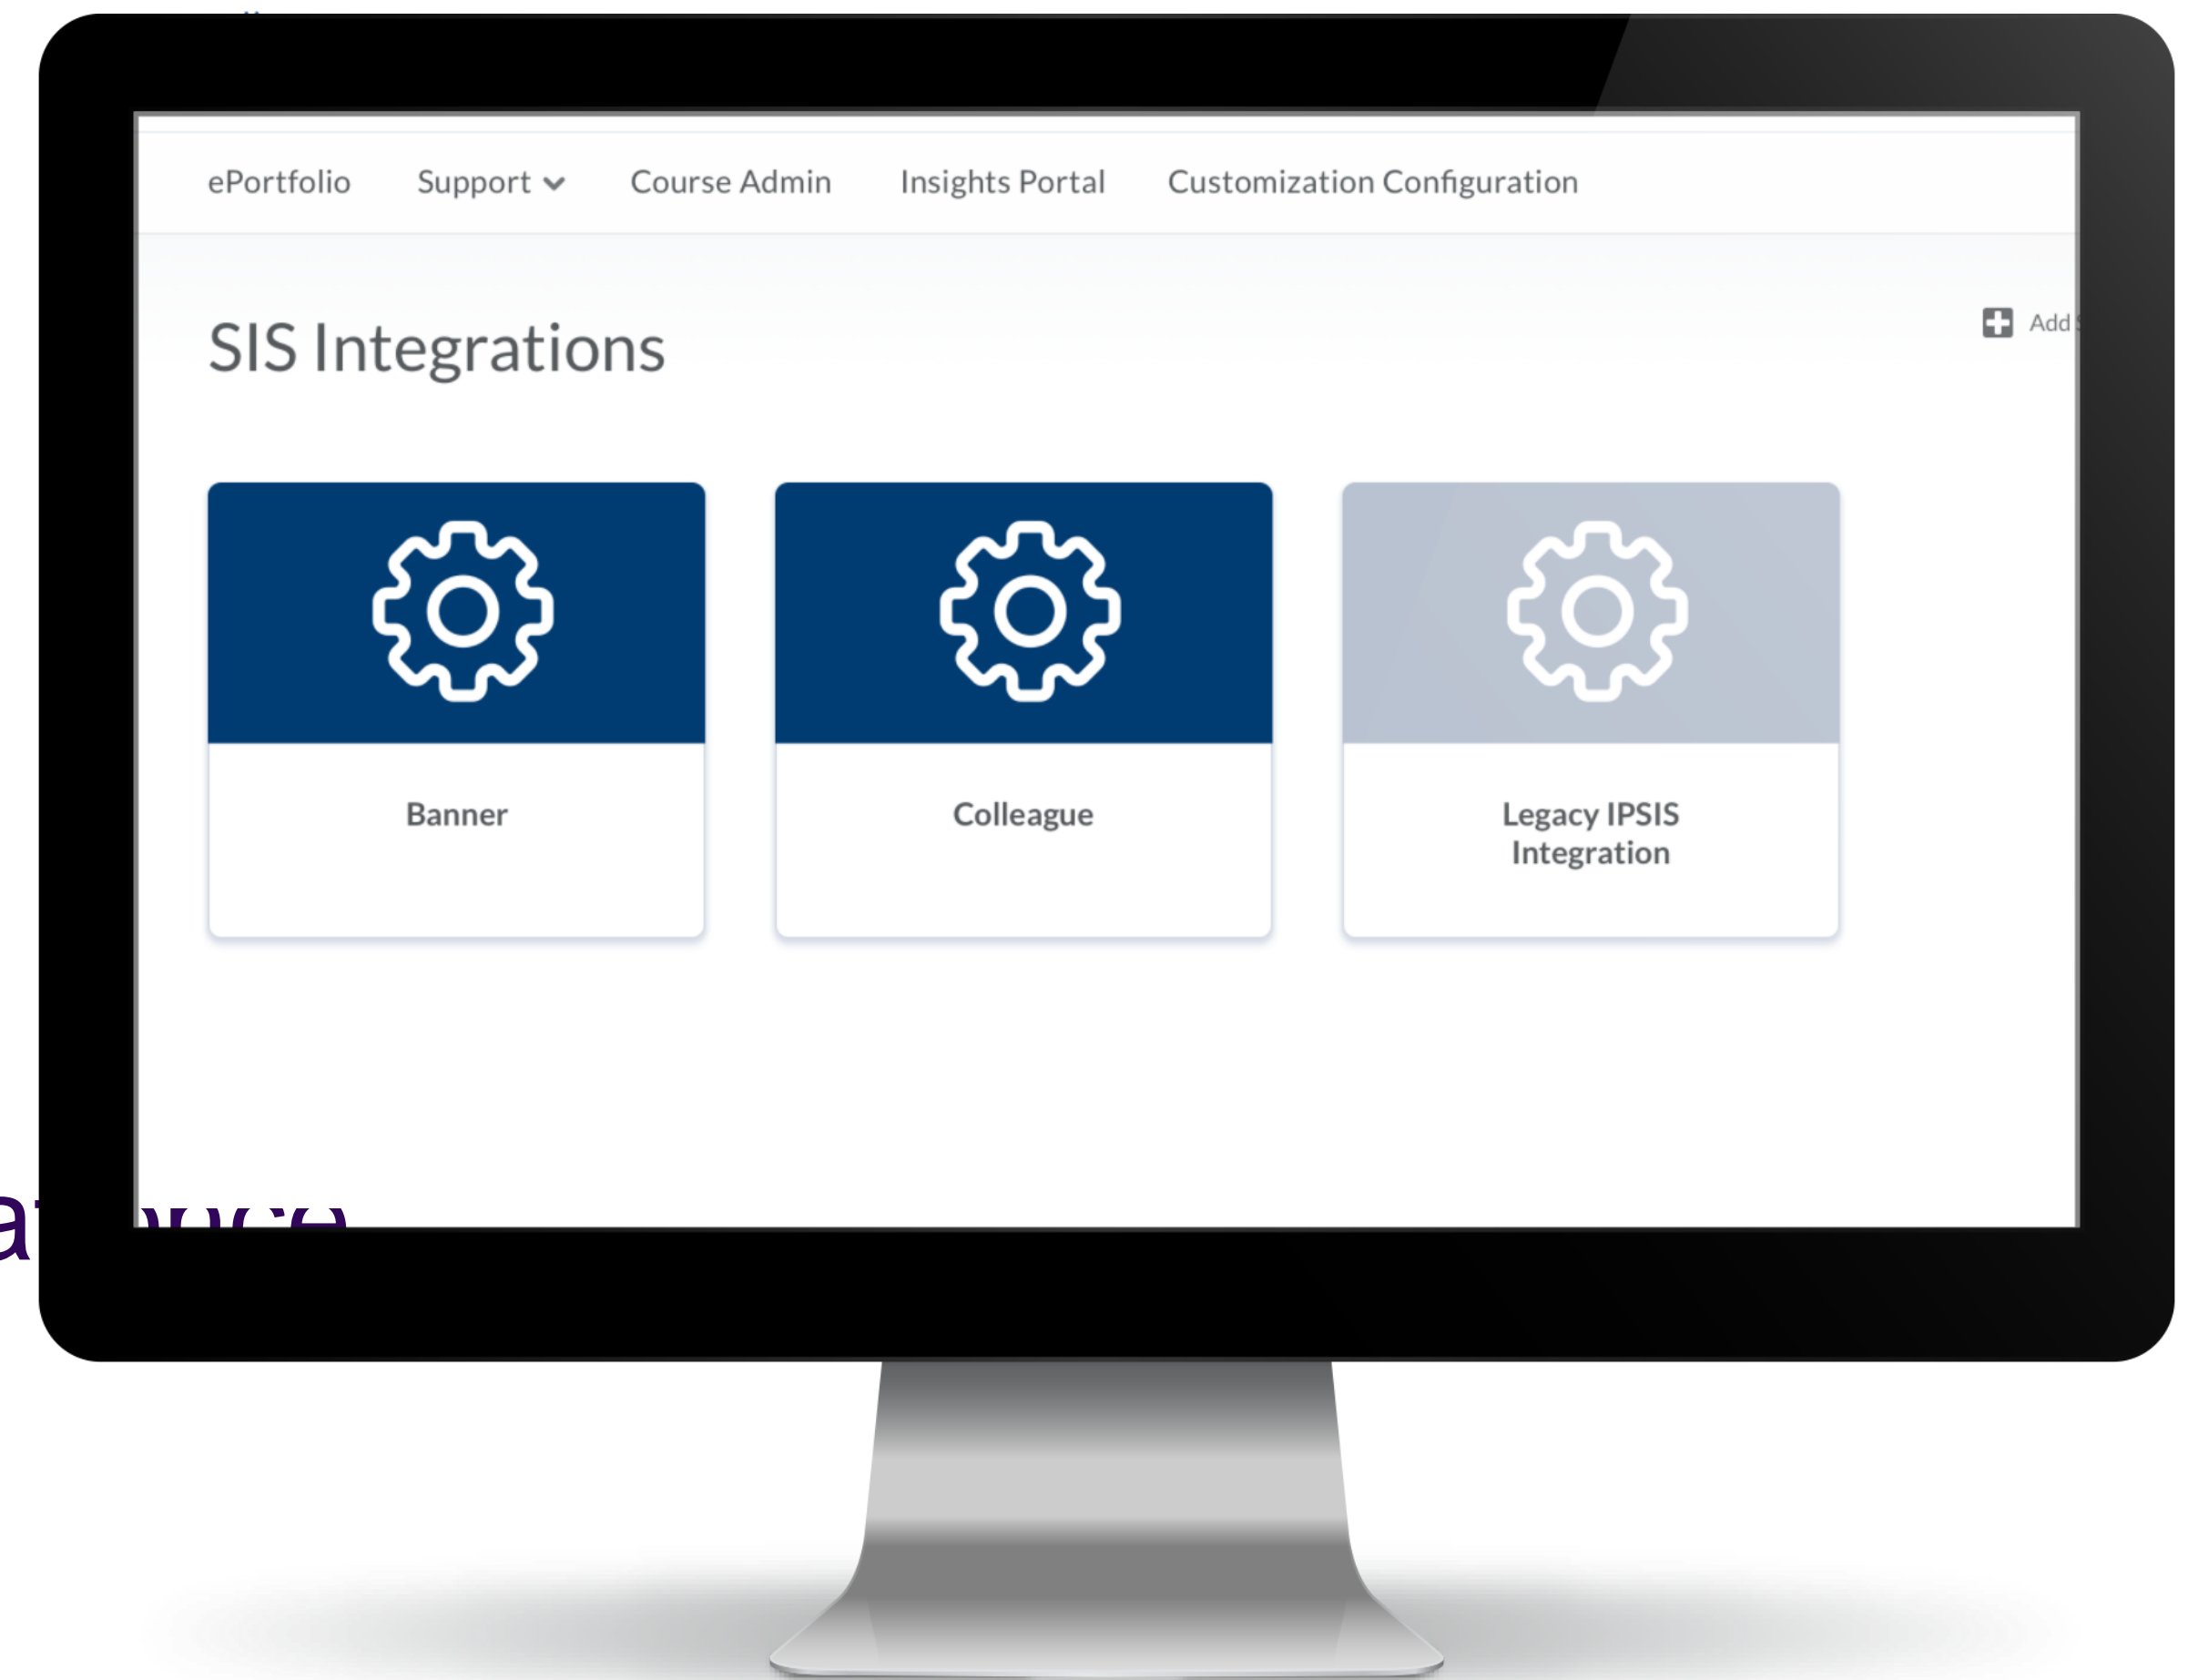 ePortfolio Support Course Admin Insights Portal Customization Configuration
SIS Integrations
Add
Banner
Colleague
Legacy IPSIS
Integration